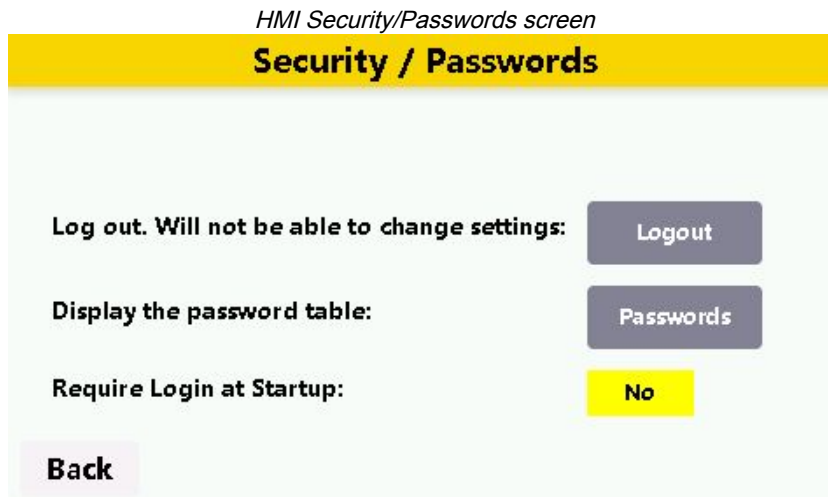 HMI Security/Passwords screen
Security / Passwords
Log out. Will not be able to change settings: Logout
Display the password table: Passwords
Require Login at Startup: No
Back